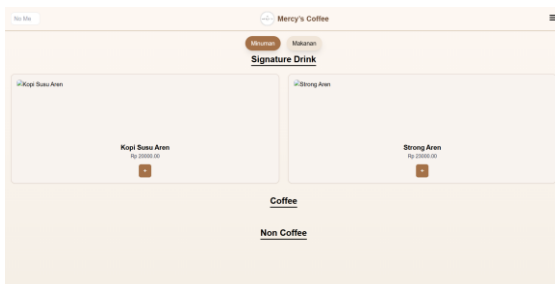 No Me
Mercy's Coffee
Minuman
Makanan
Signature Drink
Kopi Susu Aren
Strong Aren
Kopi Susu Aren
Strong Aren
Rp 20000.00
Rp 23000.00
+
+
Coffee
Non Coffee